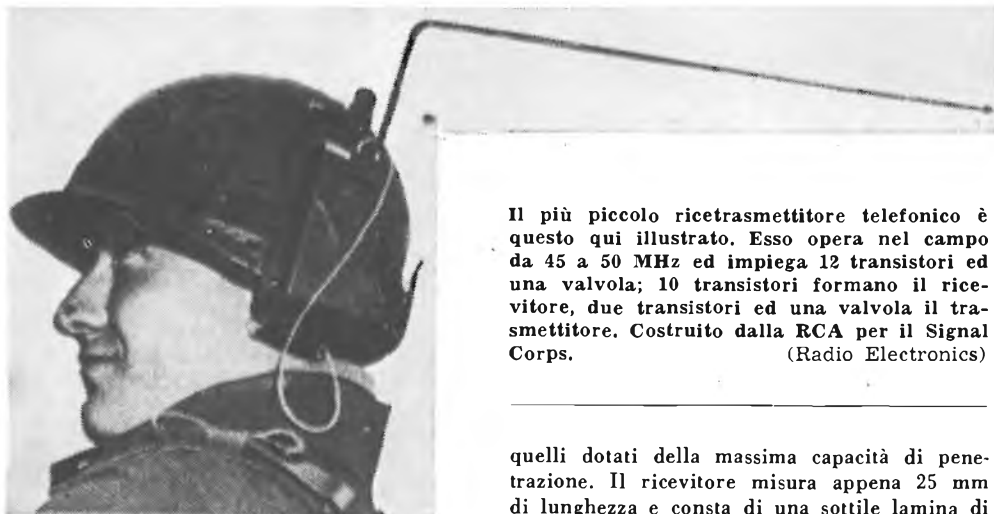 Il più piccolo ricetrasmettitore telefonico è
questo qui illustrato. Esso opera nel campo
da 45 a 50 MHz ed impiega 12 transistori ed
una valvola; 10 transistori formano il rice-
vitore, due transistori ed una valvola il tra-
smettitore. Costruito dalla RCA per il Signal
Corps. (Radio Electronics)
quelli dotati della massima capacità di pene-
trazione. Il ricevitore misura appena 25 mm
di lunghezza e consta di una sottile lamina di